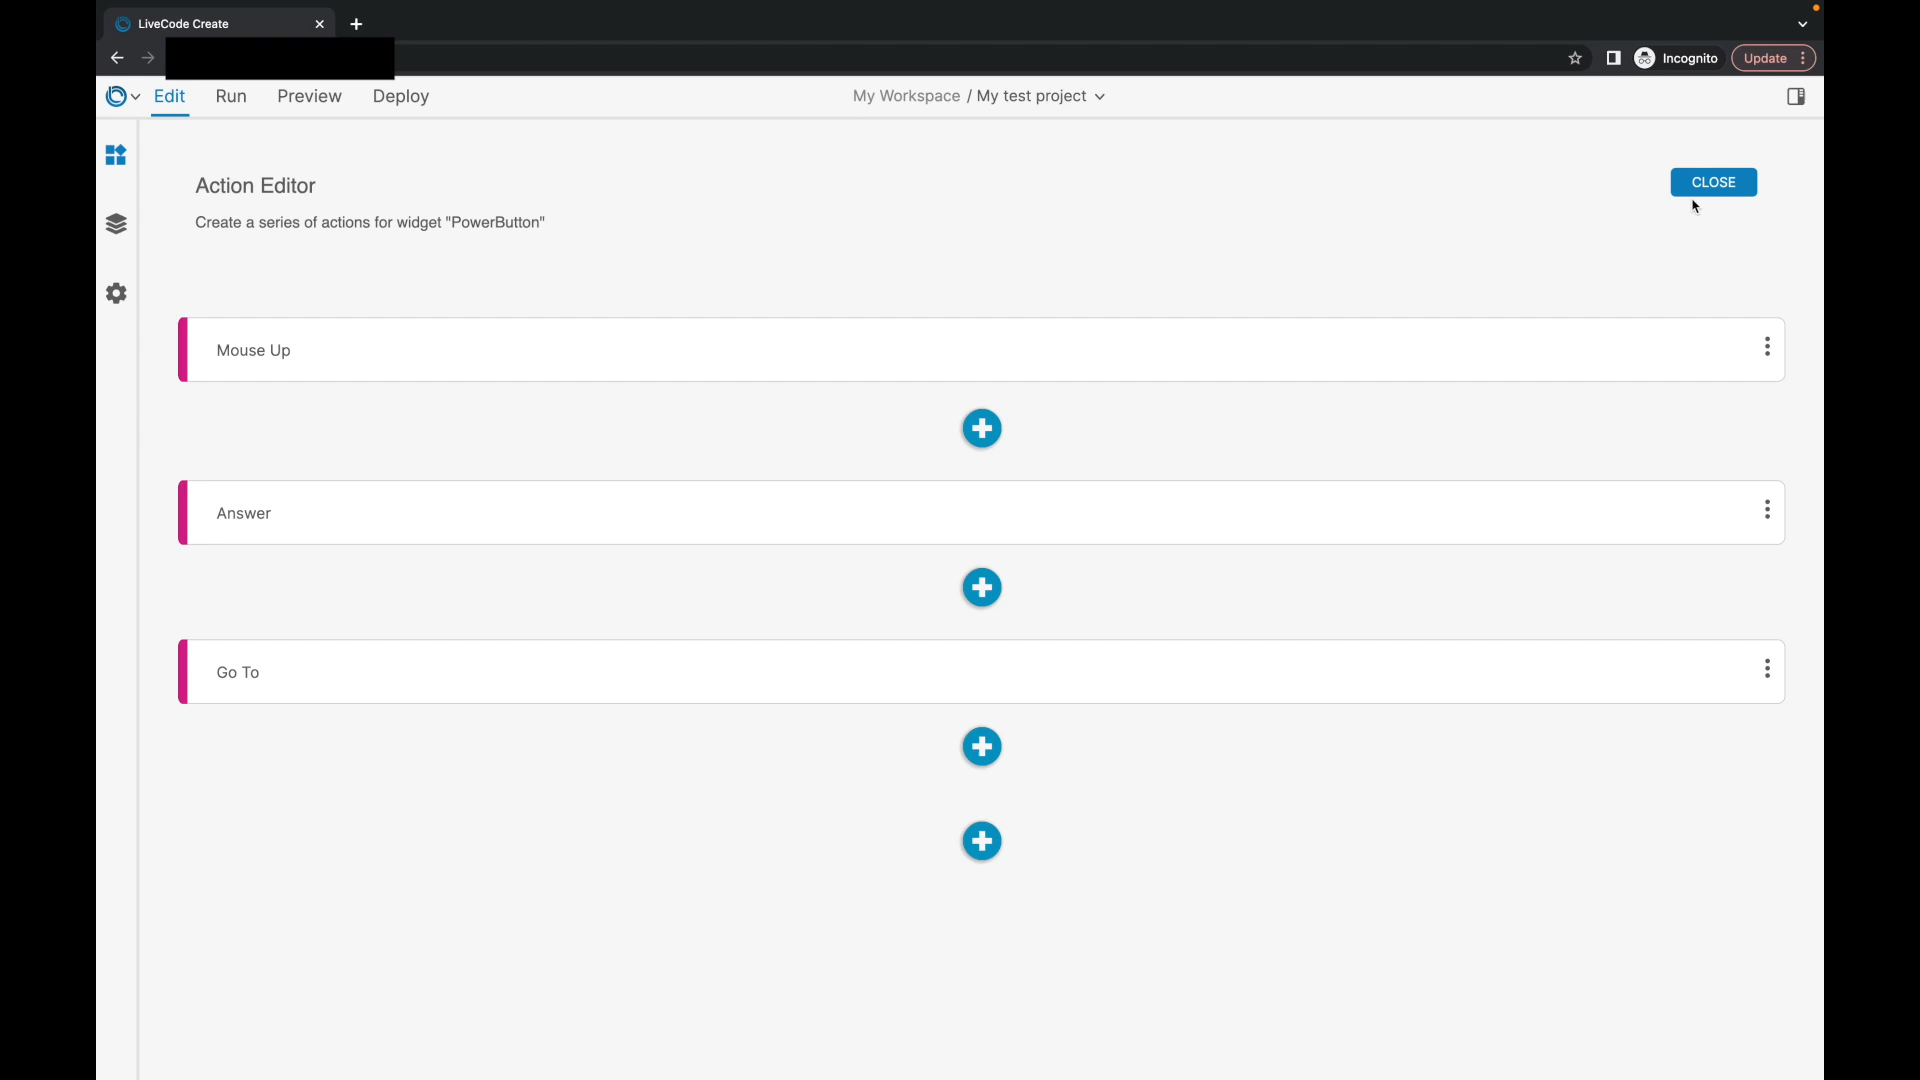 LiveCode Create
Incognito
Update
Edit
Run
Preview
Deploy
My Workspace / My test project
Action Editor
CLOSE
Create a series of actions for widget "PowerButton"
Mouse Up
Answer
Go To